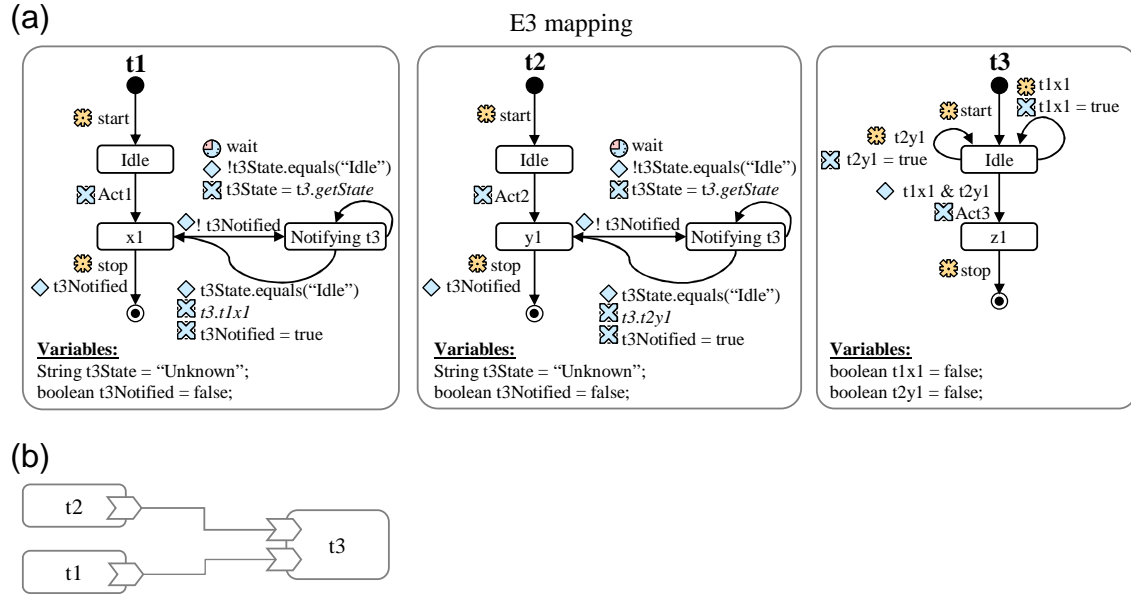 (a)
E3 mapping
t1
start
Idle
Act1
x1
stop
t3Notified
wait
!t3State.equals(“Idle”)
t3State = t3.getState
! t3Notified
Notifying t3
t3State.equals(“Idle”)
t3.t1x1
t3Notified = true
Variables:
String t3State = “Unknown”;
boolean t3Notified = false;
t2
start
Idle
Act2
y1
stop
t3Notified
wait
!t3State.equals(“Idle”)
t3State = t3.getState
! t3Notified
Notifying t3
t3State.equals(“Idle”)
t3.t2y1
t3Notified = true
Variables:
String t3State = “Unknown”;
boolean t3Notified = false;
t3
t1x1
t1x1 = true
start
t2y1
t2y1 = true
Idle
t1x1 & t2y1
Act3
z1
stop
Variables:
boolean t1x1 = false;
boolean t2y1 = false;
(b)
t2
t3
t1